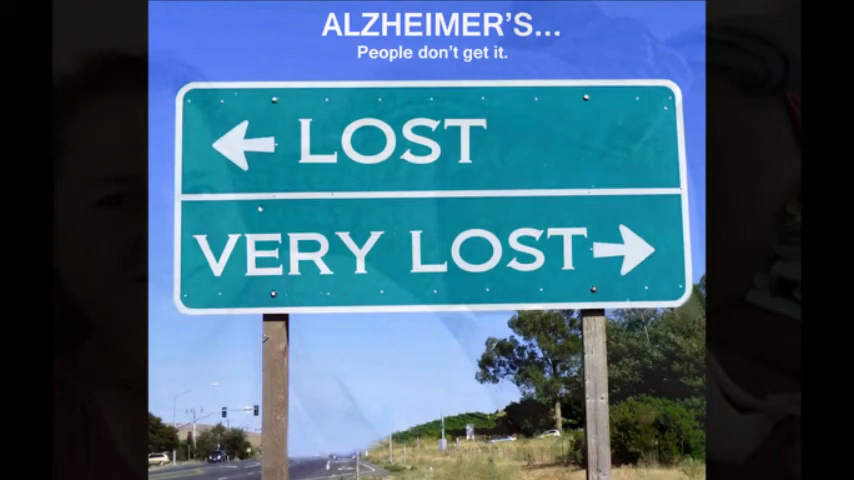 ALZHEIMER'S...
People don't get it.
LOST
VERY LOST